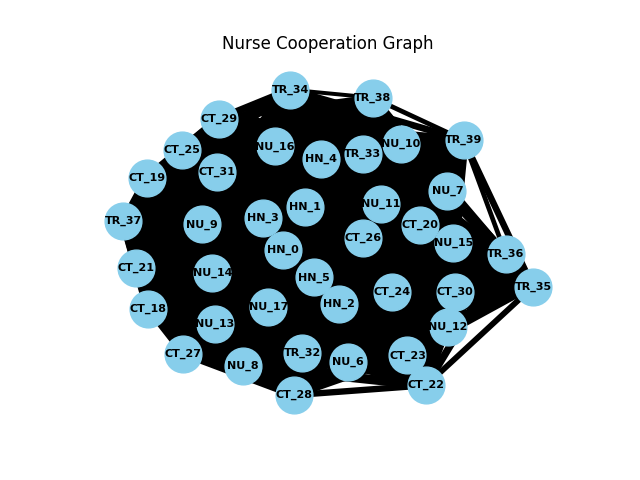 Nurse Cooperation Graph
TR_34
TR_38
CT_29
TR_39
NU_16
NU_10
CT_25
HN_4
TR_33
CT_31
CT_19
NU_7
HN_1
NU_11
TR_37
NU_9
HN_3
CT_20
CT_26
NU_15
HN_0
TR_36
CT_21
NU_14
HN_5
TR_35
CT_24
CT_30
HN_2
NU_17
CT_18
NU_13
NU_12
CT_27
TR_32
CT_23
NU_6
NU_8
CT_22
CT_28